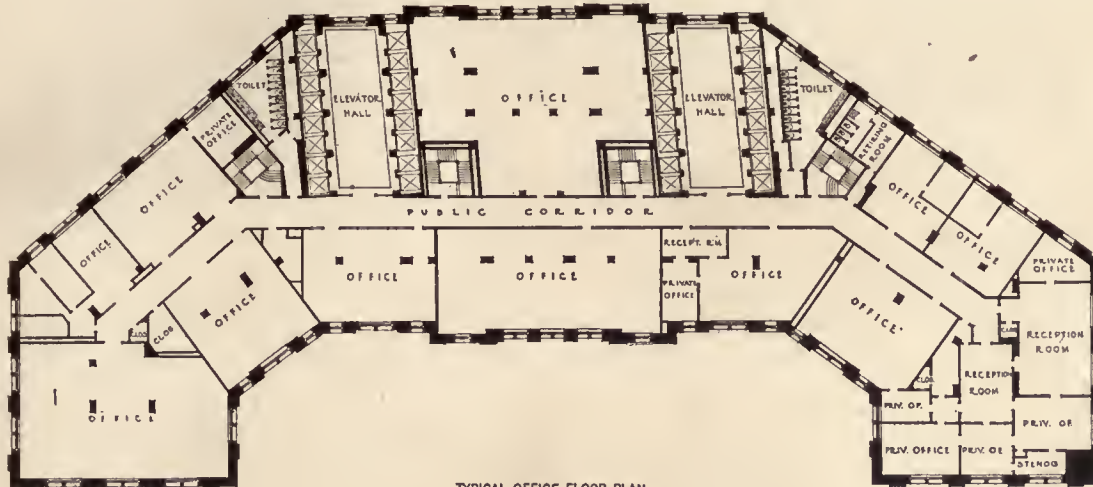 TOILET
ELEVATOR
HALL
OFFICE
ELEVATOR
HALL
TOILET
PRIVATE
OFFICE
RETIRING
ROOM
OFFICE
OFFICE
PUBLIC CORRIDOR
OFFICE
OFFICE
PRIVATE
OFFICE
OFFICE
OFFICE
OFFICE
RECEPT. RM.
PRIVATE
OFFICE
OFFICE
OFFICE
RECEPTION
ROOM
CLOS
CLOS
CLOS
RECEPTION
ROOM
CLOS
OFFICE
PRIV. OF.
PRIV. OF.
PRIV. OFFICE
PRIV. OF.
STENOG
TYPICAL OFFICE FLOOR PLAN